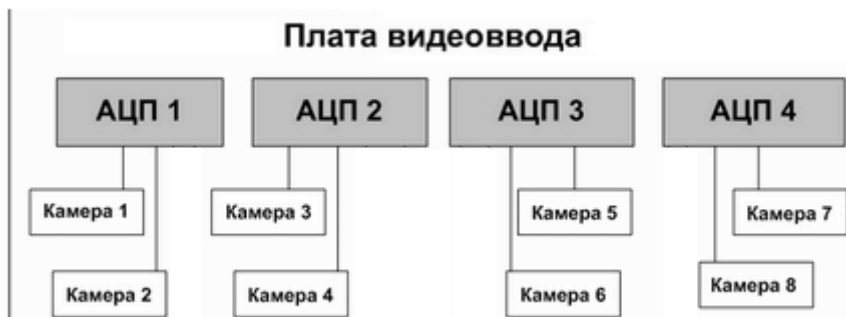 Плата видеоввода
АЦП 1 АЦП 2 АЦП 3 АЦП 4
Камера 1 Камера 3 Камера 5 Камера 7
Камера 2 Камера 4 Камера 6 Камера 8